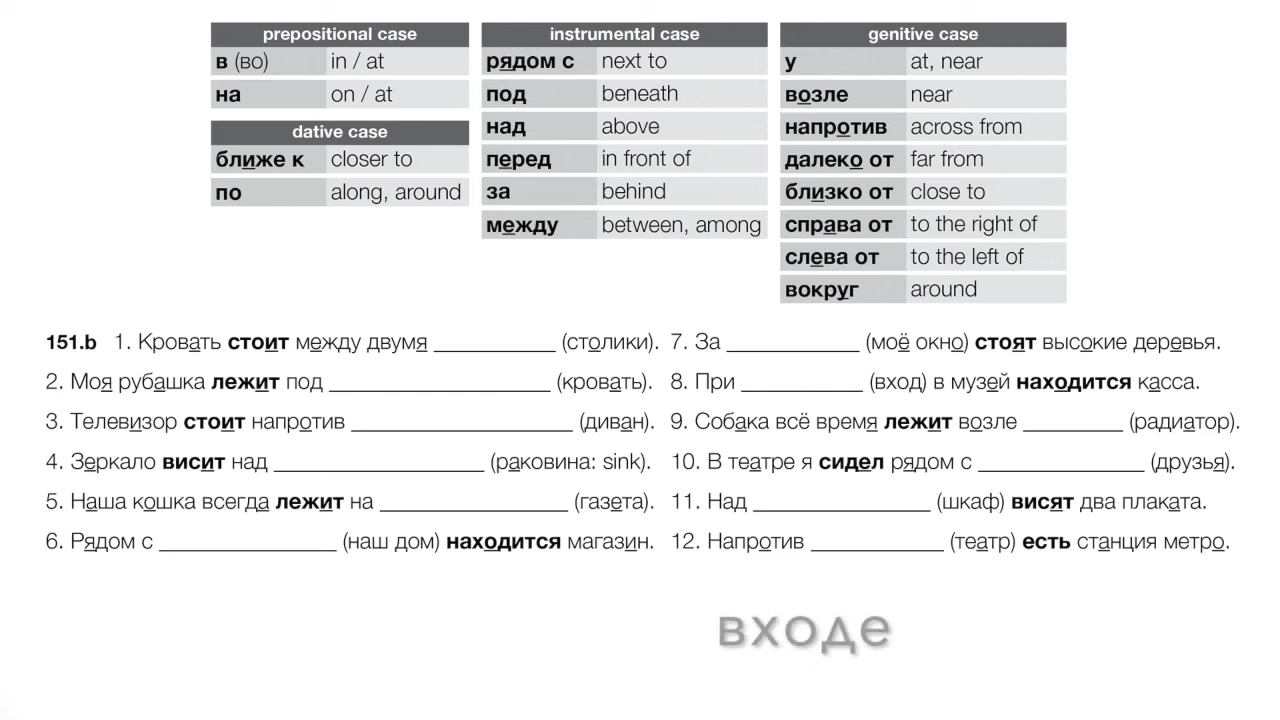 prepositional case
в (во) in / at
на on / at
dative case
ближе к closer to
по along, around
instrumental case
рядом с next to
под beneath
над above
перед in front of
за behind
между between, among
genitive case
у at, near
возле near
напротив across from
далеко от far from
близко от close to
справа от to the right of
слева от to the left of
вокруг around
151.b 1. Кровать стоит между двумя ___________ (столики).
2. Моя рубашка лежит под ____________________ (кровать).
3. Телевизор стоит напротив ____________________ (диван).
4. Зеркало висит над ___________________ (раковина: sink).
5. Наша кошка всегда лежит на _________________ (газета).
6. Рядом с ________________ (наш дом) находится магазин.
7. За ____________ (моё окно) стоят высокие деревья.
8. При ___________ (вход) в музей находится касса.
9. Собака всё время лежит возле _________ (радиатор).
10. В театре я сидел рядом с _______________ (друзья).
11. Над ________________ (шкаф) висят два плаката.
12. Напротив ____________ (театр) есть станция метро.
входе